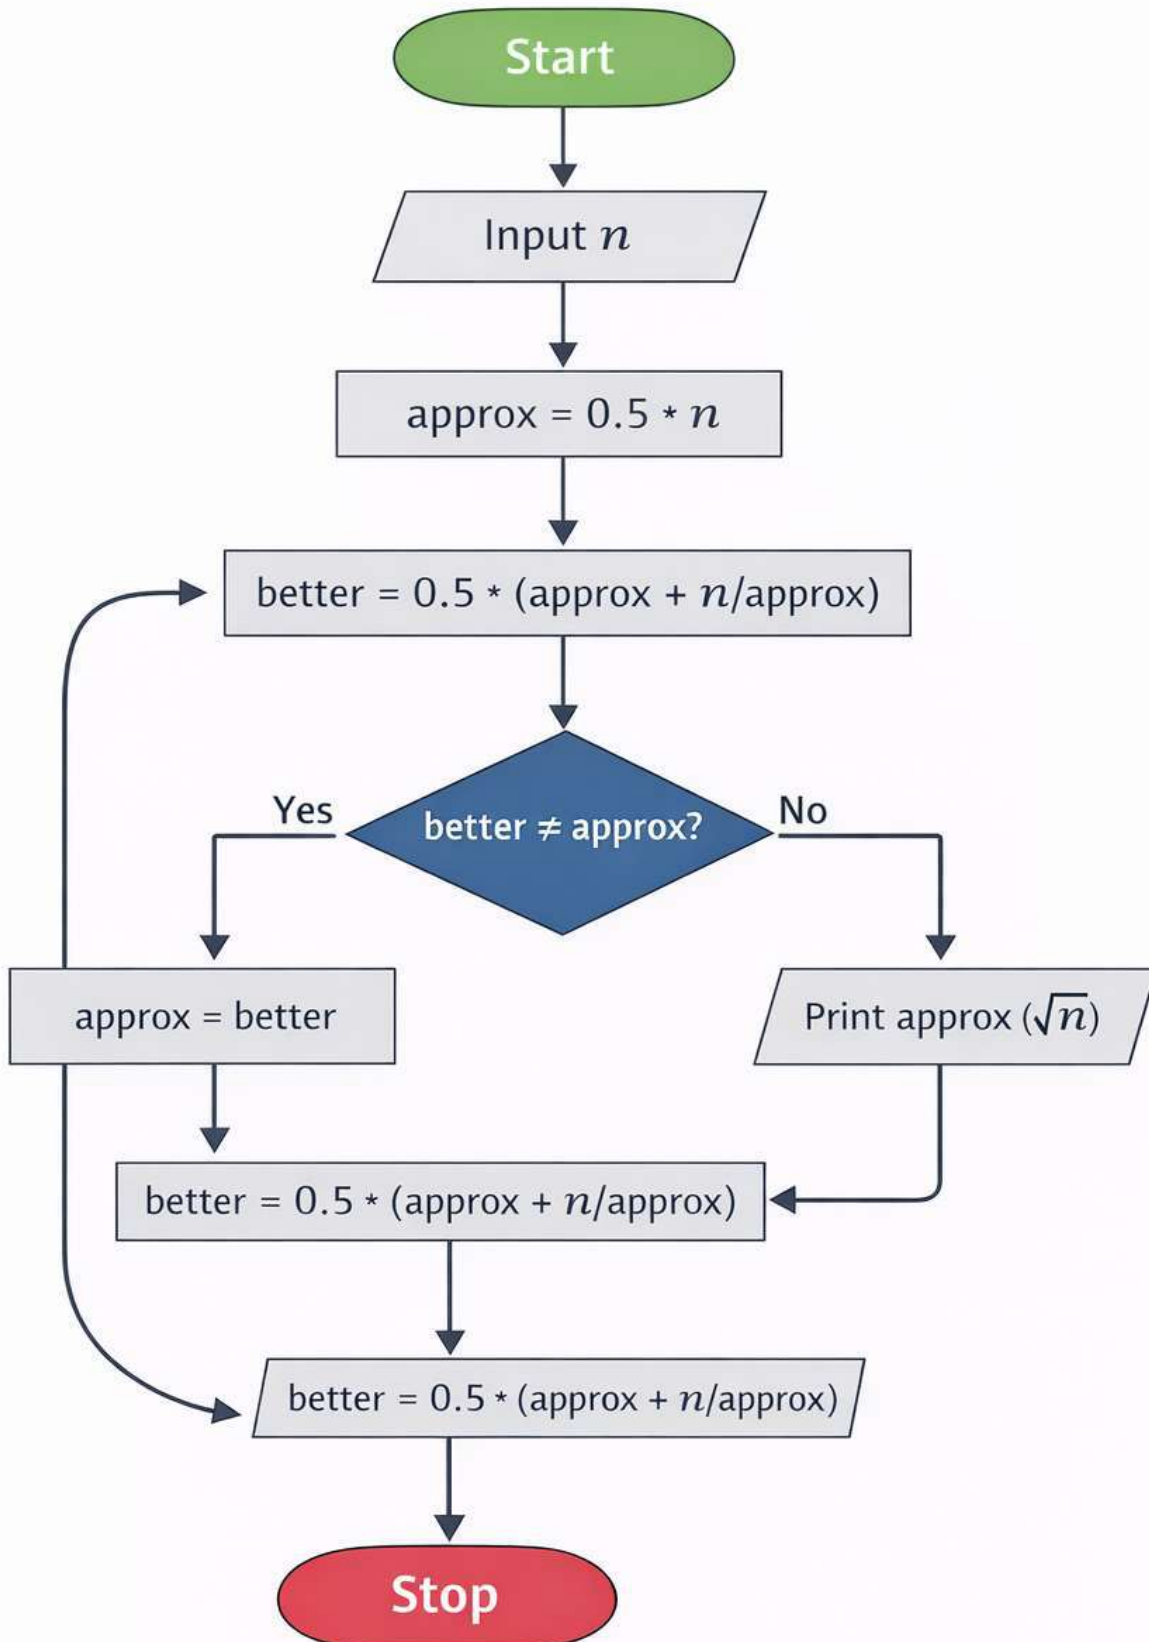 Start
Input n
approx = 0.5 * n
better = 0.5 * (approx + n/approx)
better ≠ approx?
Yes
No
approx = better
Print approx (√n)
better = 0.5 * (approx + n/approx)
better = 0.5 * (approx + n/approx)
Stop